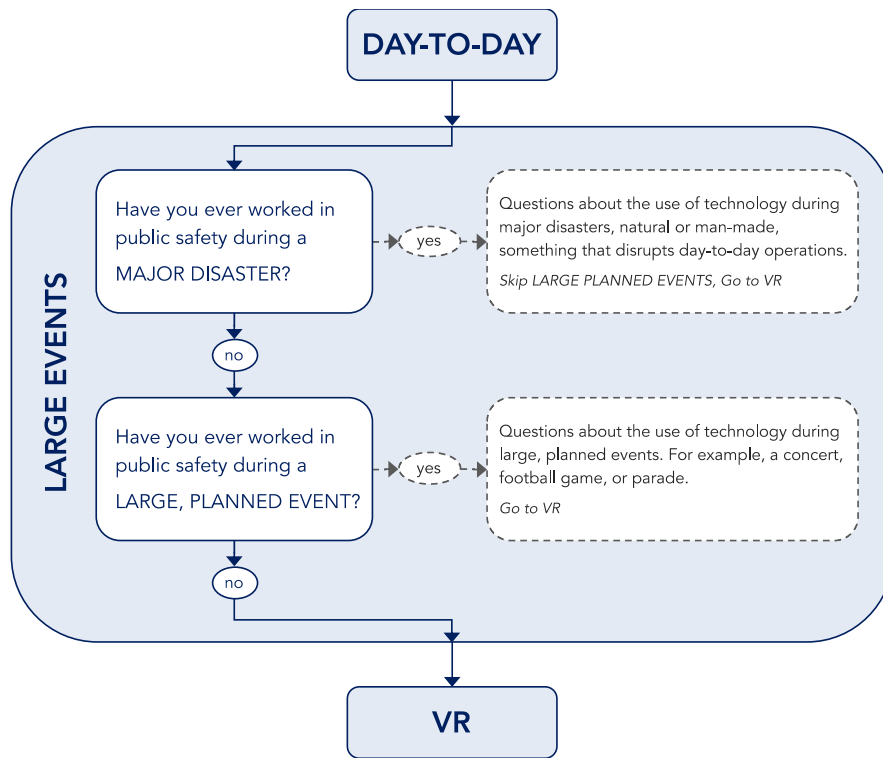 DAY-TO-DAY
LARGE EVENTS
Have you ever worked in
public safety during a
MAJOR DISASTER?
yes
Questions about the use of technology during
major disasters, natural or man-made,
something that disrupts day-to-day operations.
Skip LARGE PLANNED EVENTS, Go to VR
no
Have you ever worked in
public safety during a
LARGE, PLANNED EVENT?
yes
Questions about the use of technology during
large, planned events. For example, a concert,
football game, or parade.
Go to VR
no
VR